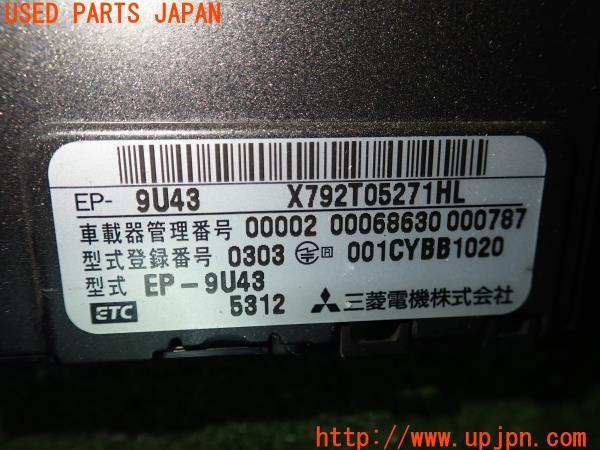 USED PARTS JAPAN
EP- 9U43 X792T05271HL
車載器管理番号 00002 00068630 000787
型式登録番号 0303 R 001CYBB1020
型式 EP-9U43
ETC 5312 三菱電機株式会社
http://www.upjpn.com/